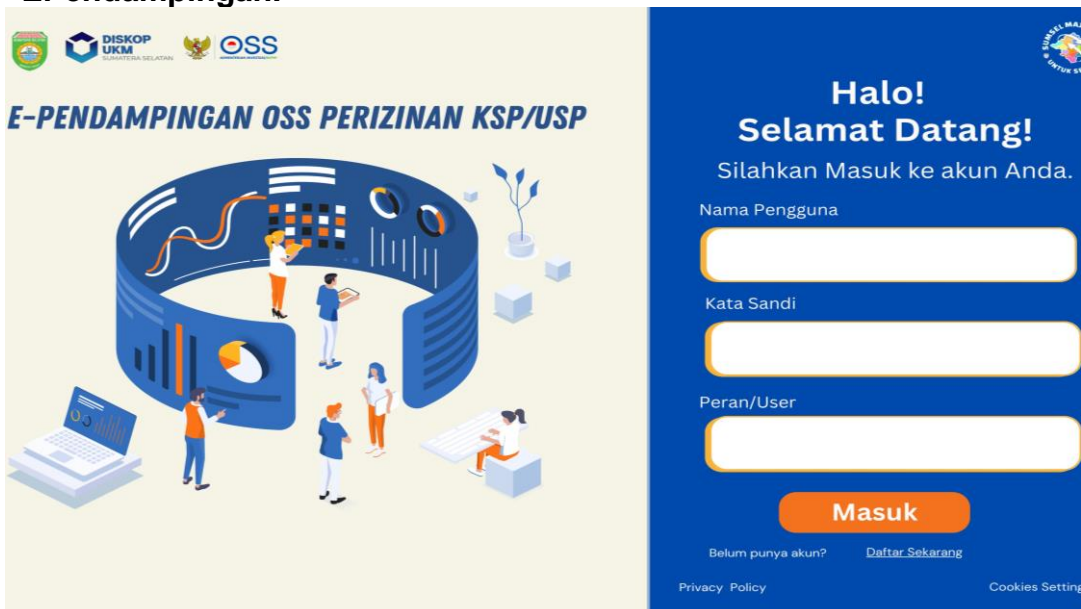 DISKOP
UKM
SUMATERA SELATAN
OSS
E-PENDAMPINGAN OSS PERIZINAN KSP/USP
Halo!
Selamat Datang!
Silahkan Masuk ke akun Anda.
Nama Pengguna
Kata Sandi
Peran/User
Masuk
Belum punya akun? Daftar Sekarang
Privacy Policy Cookies Setting